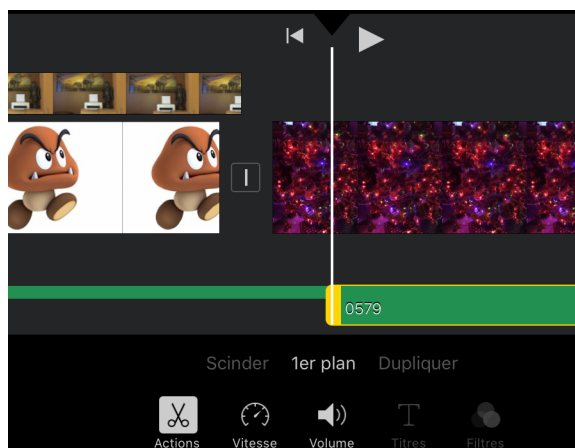 0579
Scinder 1er plan Dupliquer
Actions Vitesse Volume Titres Filtres